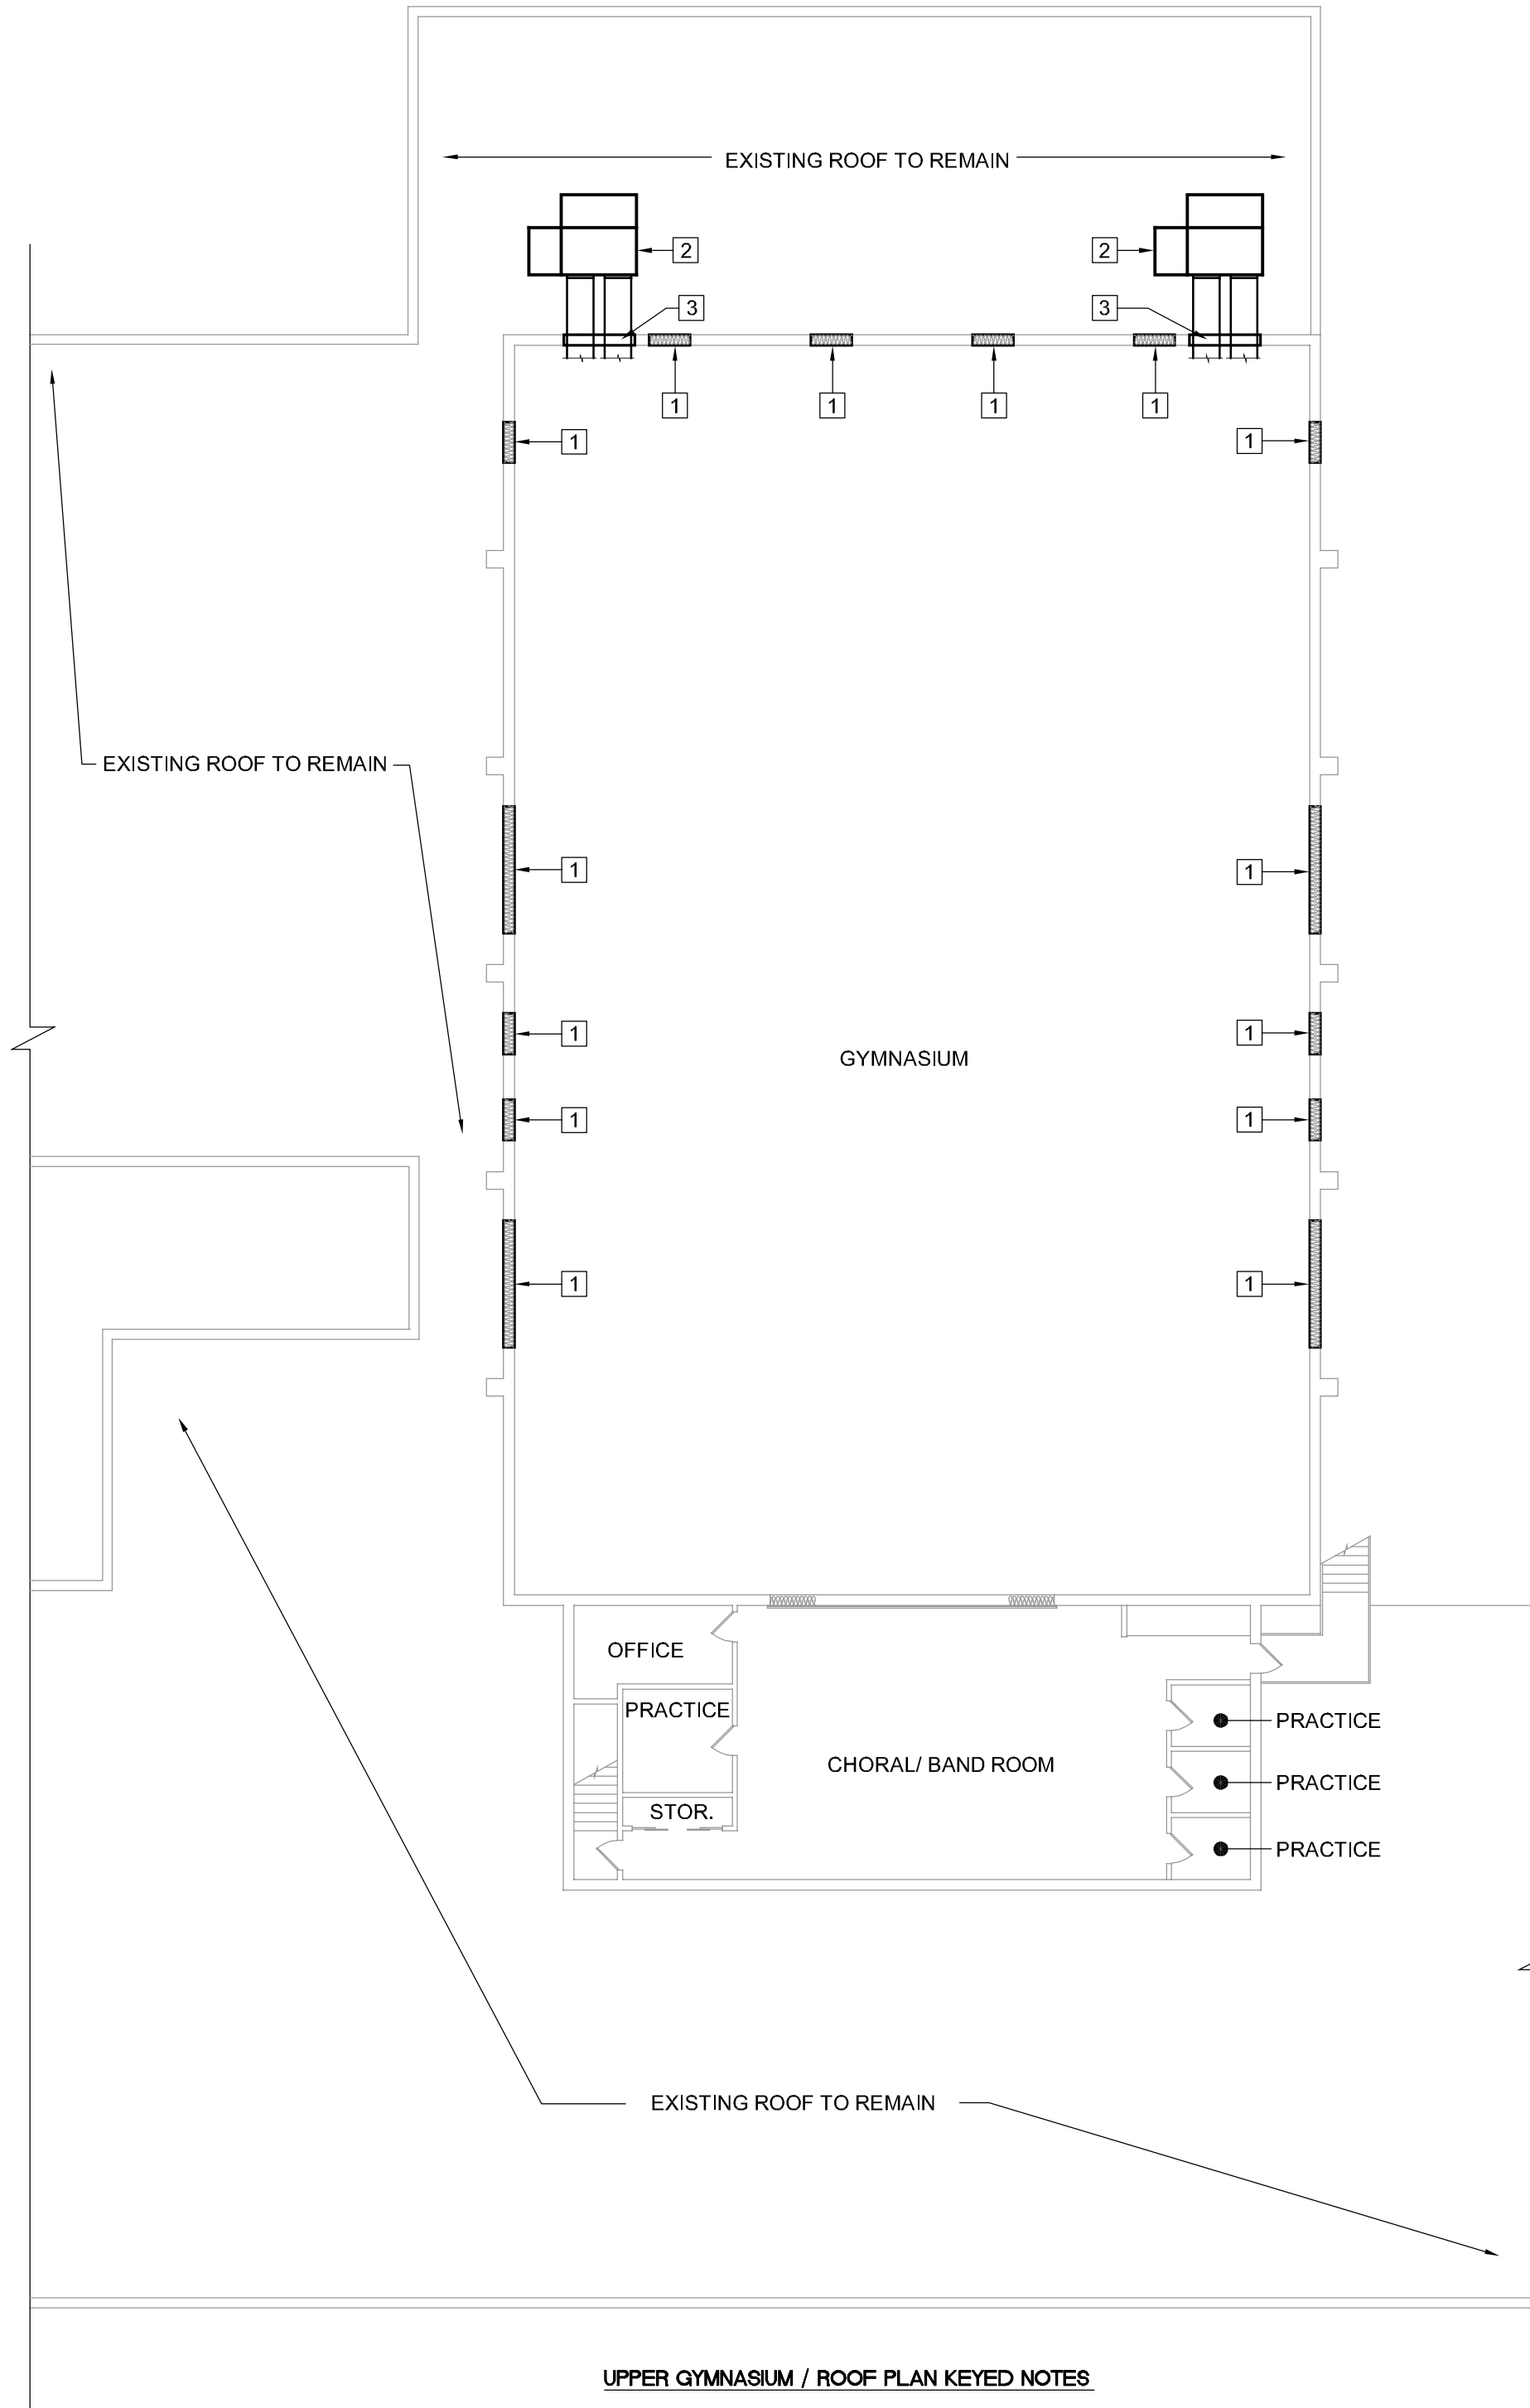 EXISTING ROOF TO REMAIN
2
2
3
3
1
1
1
1
1
1
EXISTING ROOF TO REMAIN
1
1
1
1
GYMNASIUM
1
1
1
1
OFFICE
PRACTICE
PRACTICE
CHORAL/ BAND ROOM
PRACTICE
STOR.
PRACTICE
EXISTING ROOF TO REMAIN
UPPER GYMNASIUM / ROOF PLAN KEYED NOTES